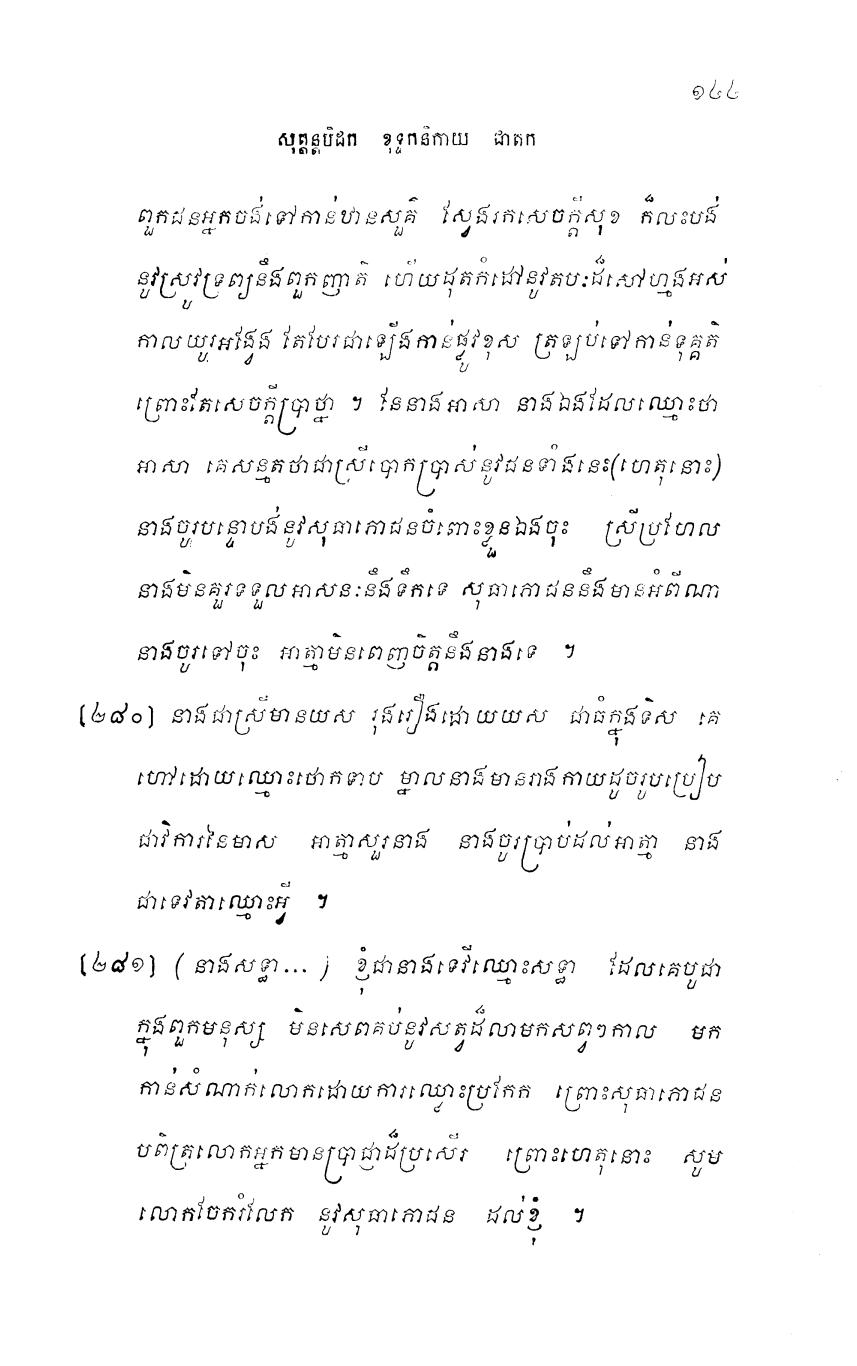 ១៤៤
សុត្តន្តបិដក ខុទ្ទកនិកាយ ជាតក
ពួកជនអ្នកចង់ទៅកាន់ឋានសួគ៌ ស្វែងរកសេចក្តីសុខ ក៏លះបង់
នូវស្រូវទ្រព្យនឹងពួកញាតិ ហើយដុតកំដៅនូវតបៈដ៏សៅហ្មងអស់
កាលយូរអង្វែង តែបែរជាឡើងកាន់ផ្លូវខុស ត្រឡប់ទៅកាន់ទុគ្គតិ
ព្រោះតែសេចក្តីប្រាថ្នា ។ នែនាងអាសា នាងឯងដែលឈ្មោះថា
អាសា គេសន្មតថាជាស្រីបោកប្រាស់នូវជនទាំងនេះ(ហេតុនោះ)
នាងចូរបន្ទោបង់នូវសុធាភោជនចំពោះខ្លួនឯងចុះ ស្រីប្រហែល
នាងមិនគួរទទួលអាសនៈនឹងទឹកទេ សុធាភោជននឹងមានអំពីណា
នាងចូរទៅចុះ អាត្មាមិនពេញចិត្តនឹងនាងទេ ។
[២៨០] នាងជាស្រីមានយស រុងរឿងដោយយស ជាធំក្នុងទិស គេ
ហៅដោយឈ្មោះថោកទាប ម្នាលនាងមានរាងកាយដូចរូបប្រៀប
ជាវិការនៃមាស អាត្មាសួរនាង នាងចូរប្រាប់ដល់អាត្មា នាង
ជាទេវតាឈ្មោះអ្វី ។
[២៨១] (នាងសទ្ធា...) ខ្ញុំជានាងទេវីឈ្មោះសទ្ធា ដែលគេបូជា
ក្នុងពួកមនុស្ស មិនសេពគប់នូវសត្វដ៏លាមកសព្វៗកាល មក
កាន់សំណាក់លោកដោយការឈ្លោះប្រកែក ព្រោះសុធាភោជន
បពិត្រលោកអ្នកមានប្រាជ្ញាដ៏ប្រសើរ ព្រោះហេតុនោះ សូម
លោកចែករំលែក នូវសុធាភោជន ដល់ខ្ញុំ ។